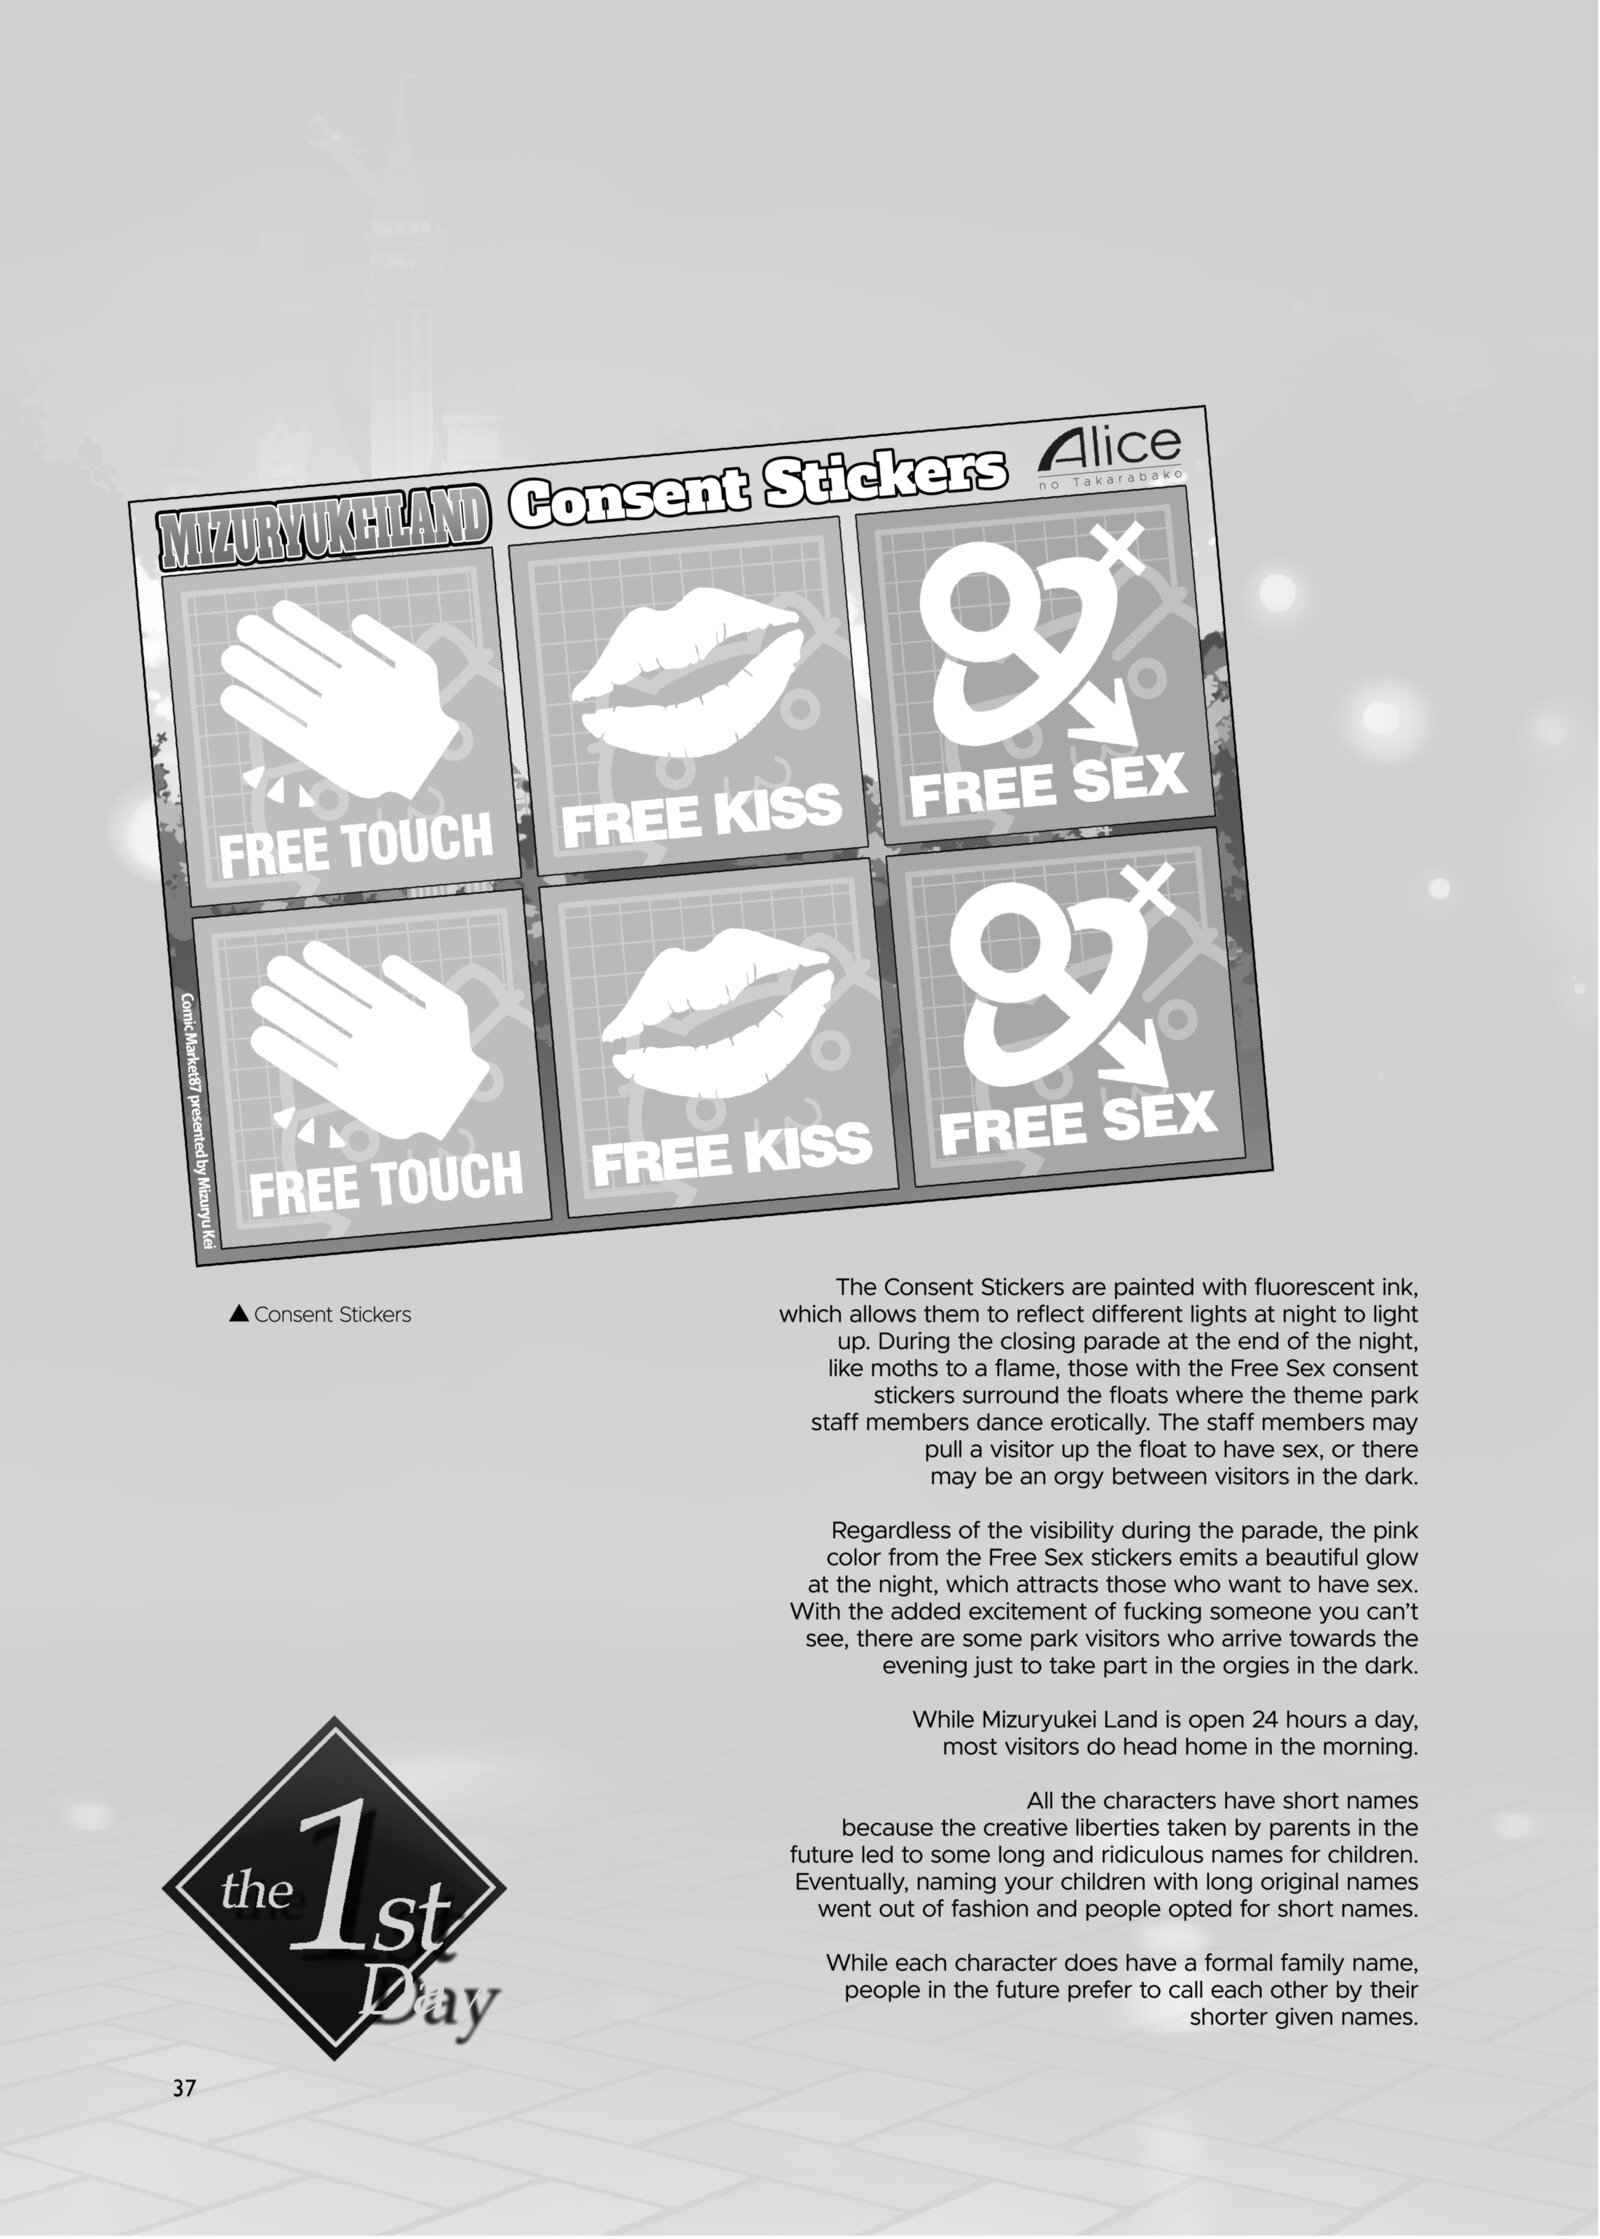 MIZURYUKEILAND Consent Stickers
Alice
no Takarabako
FREE TOUCH
FREE KISS
FREE SEX
FREE TOUCH
FREE KISS
FREE SEX
Comic Market87 presented by Mizuryu Kei
▲ Consent Stickers
The Consent Stickers are painted with fluorescent ink,
which allows them to reflect different lights at night to light
up. During the closing parade at the end of the night,
like moths to a flame, those with the Free Sex consent
stickers surround the floats where the theme park
staff members dance erotically. The staff members may
pull a visitor up the float to have sex, or there
may be an orgy between visitors in the dark.
Regardless of the visibility during the parade, the pink
color from the Free Sex stickers emits a beautiful glow
at the night, which attracts those who want to have sex.
With the added excitement of fucking someone you can't
see, there are some park visitors who arrive towards the
evening just to take part in the orgies in the dark.
While Mizuryukei Land is open 24 hours a day,
most visitors do head home in the morning.
All the characters have short names
because the creative liberties taken by parents in the
future led to some long and ridiculous names for children.
Eventually, naming your children with long original names
went out of fashion and people opted for short names.
While each character does have a formal family name,
people in the future prefer to call each other by their
shorter given names.
the 1st
Day
37